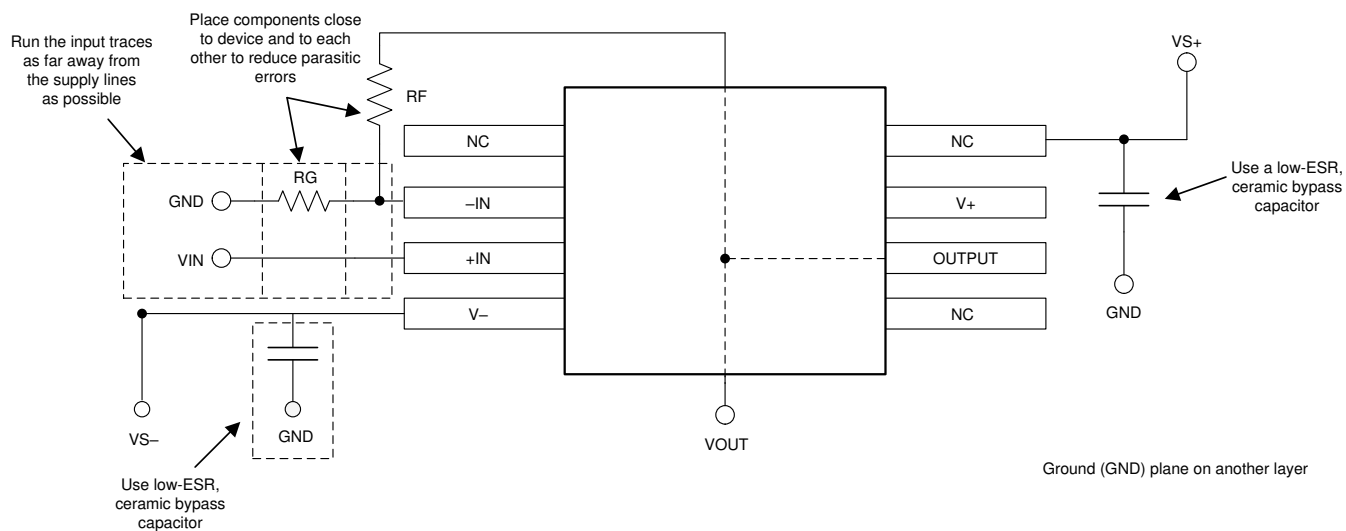 Place components close
to device and to each
other to reduce parasitic
errors
Run the input traces
as far away from
the supply lines
as possible
VS+
RF
NC
NC
Use a low-ESR,
ceramic bypass
capacitor
RG
GND
–IN
V+
VIN
+IN
OUTPUT
GND
V–
NC
VS–
GND
VOUT
Use low-ESR,
ceramic bypass
capacitor
Ground (GND) plane on another layer